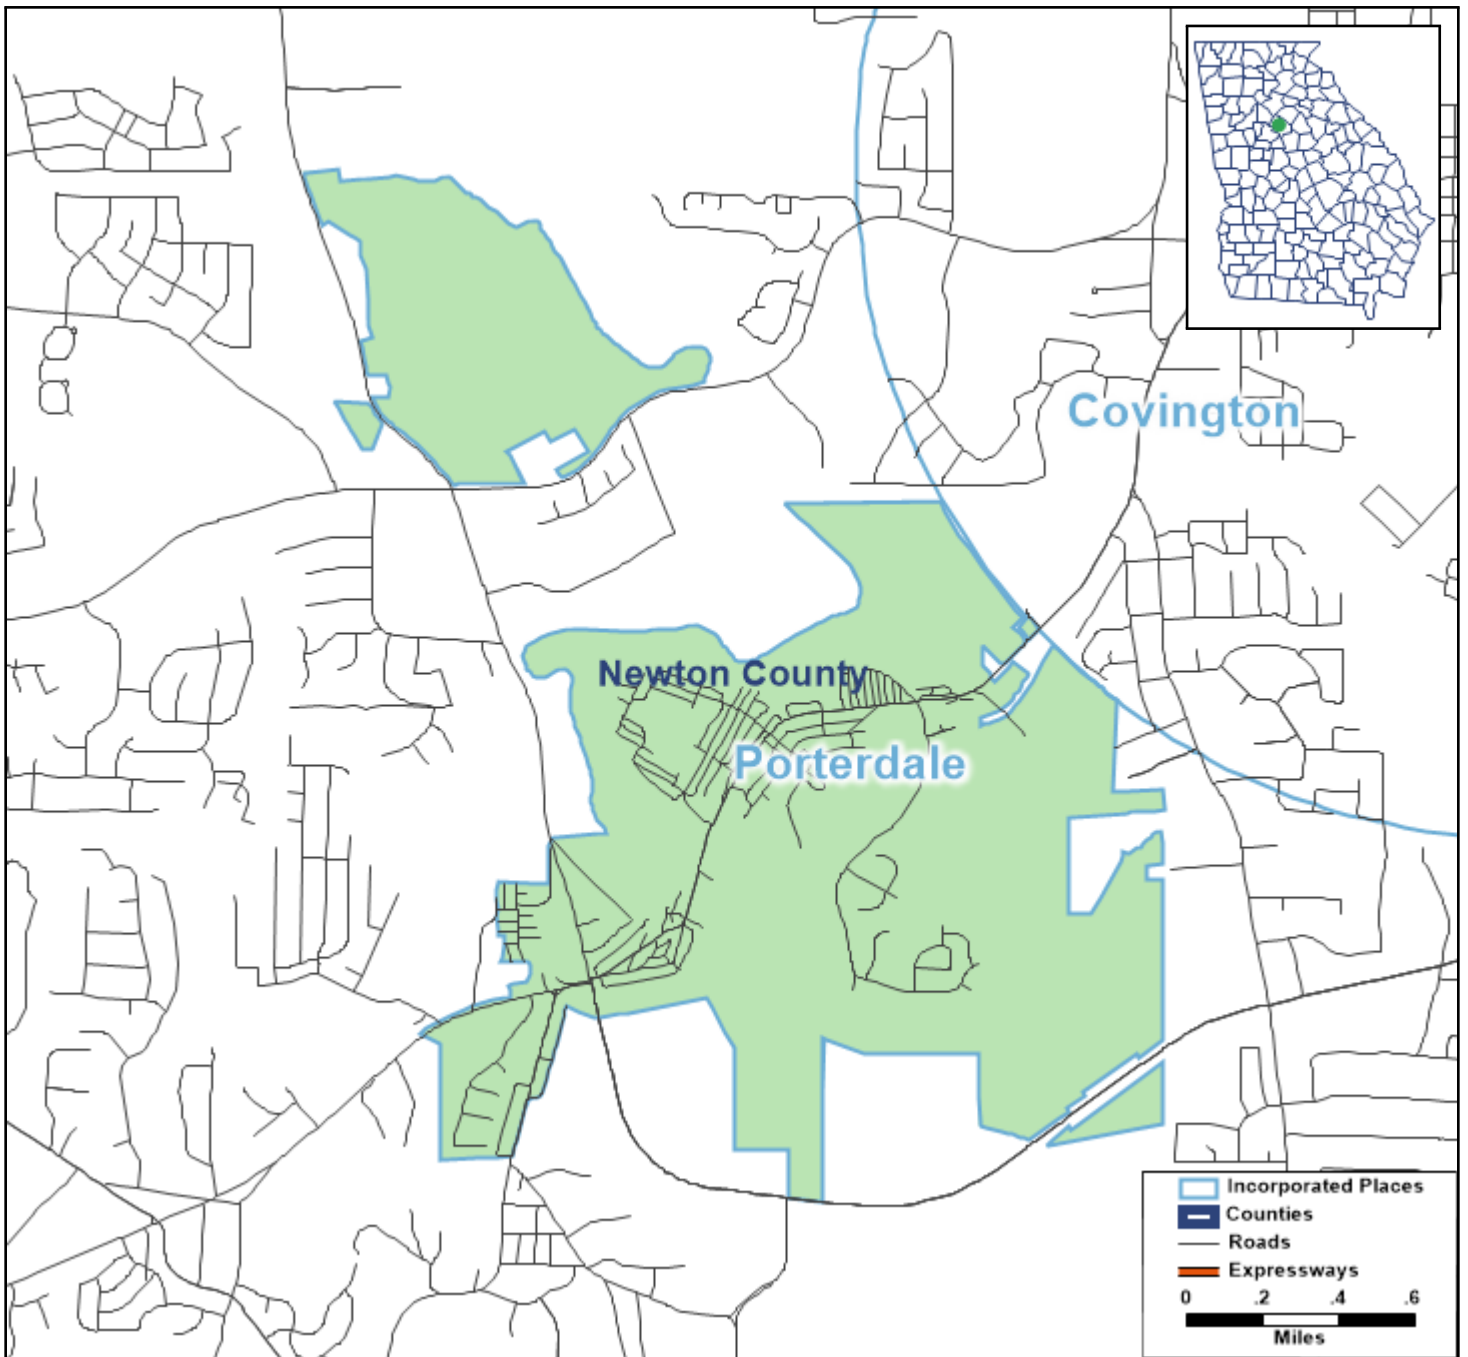 Covington
Newton County
Porterdale
Incorporated Places
Counties
Roads
Expressways
0 .2 .4 .6
Miles